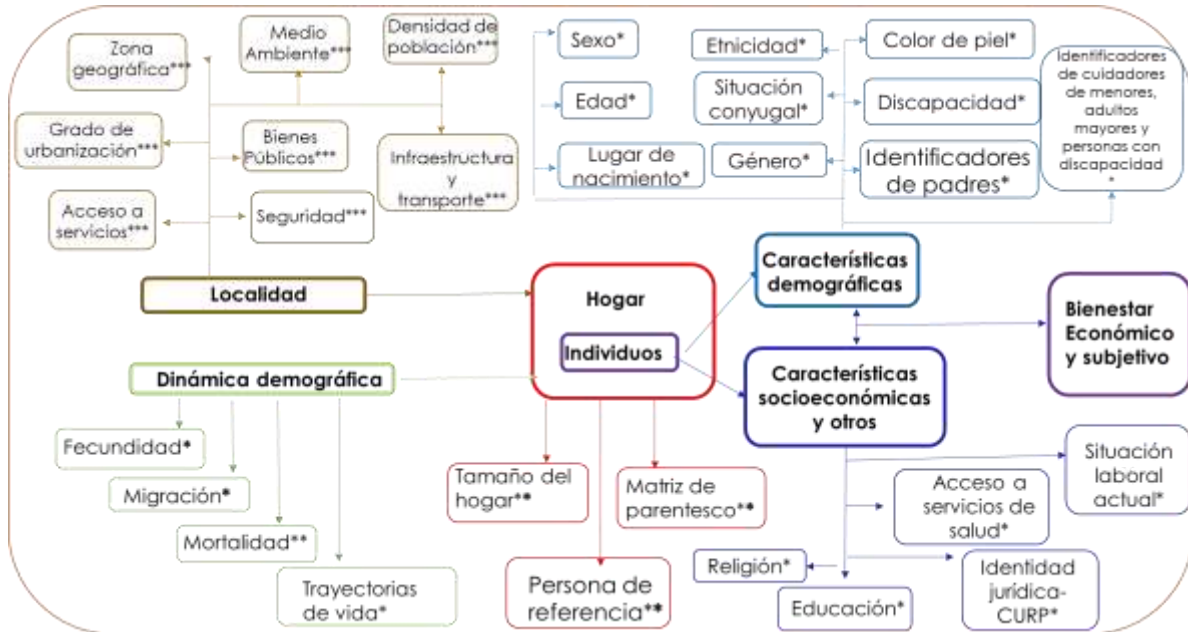 Zona
geográfica***
Medio
Ambiente***
Densidad de
población***
Grado de
urbanización***
Bienes
Públicos***
Infraestructura
y
transporte***
Acceso a
servicios***
Seguridad***
Localidad
Sexo*
Edad*
Lugar de
nacimiento*
Etnicidad*
Situación
conyugal*
Género*
Color de piel*
Discapacidad*
Identificadores
de padres*
Identificadores
de cuidadores
de menores,
adultos
mayores y
personas con
discapacidad
*
Hogar
Individuos
Características
demográficas
Características
socioeconómicas
y otros
Bienestar
Económico
y subjetivo
Dinámica demográfica
Fecundidad*
Migración*
Mortalidad**
Trayectorias
de vida*
Tamaño del
hogar**
Matriz de
parentesco**
Persona de
referencia**
Situación
laboral
actual*
Acceso a
servicios de
salud*
Religión*
Educación*
Identidad
jurídica-
CURP*